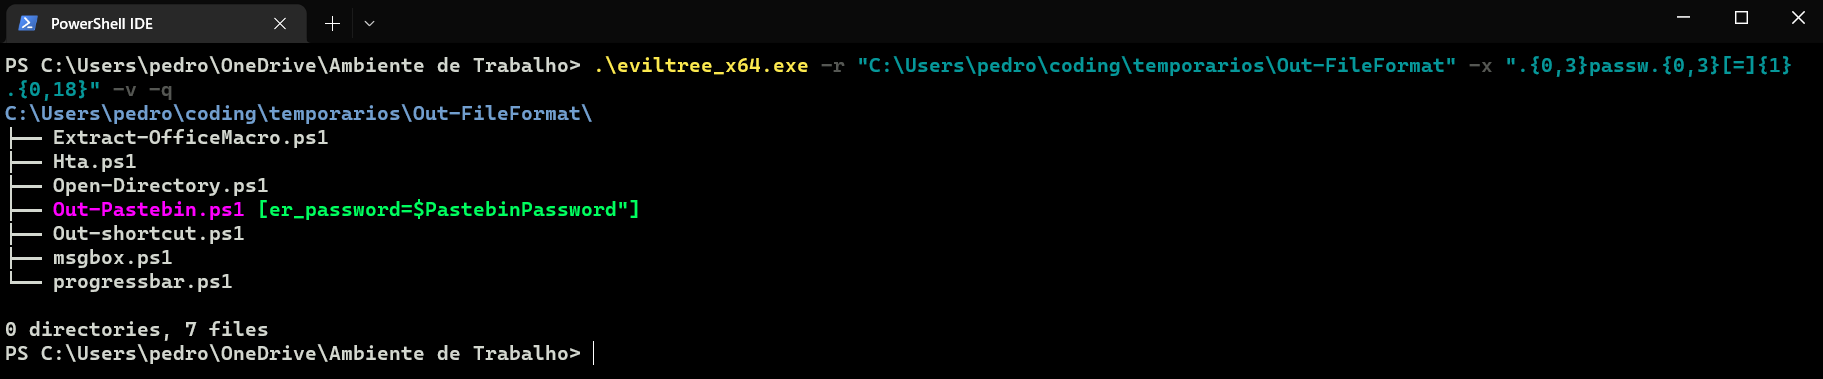 PowerShell IDE
PS C:\Users\pedro\OneDrive\Ambiente de Trabalho> .\eviltree_x64.exe -r "C:\Users\pedro\coding\temporarios\Out-FileFormat" -x ".{0,3}passw.{0,3}[=]{1}
.{0,18}" -v -q
C:\Users\pedro\coding\temporarios\Out-FileFormat\
├── Extract-OfficeMacro.ps1
├── Hta.ps1
├── Open-Directory.ps1
├── Out-Pastebin.ps1 [er_password=$PastebinPassword"]
├── Out-shortcut.ps1
├── msgbox.ps1
└── progressbar.ps1
0 directories, 7 files
PS C:\Users\pedro\OneDrive\Ambiente de Trabalho>